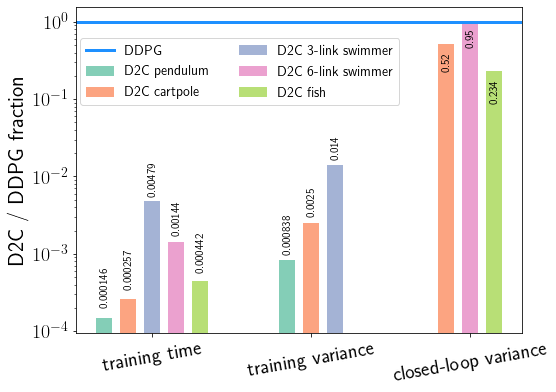 D2C / DDPG fraction
10⁰
10⁻¹
10⁻²
10⁻³
10⁻⁴
DDPG
D2C pendulum
D2C cartpole
D2C 3-link swimmer
D2C 6-link swimmer
D2C fish
0.000146
0.000257
0.00479
0.00144
0.000442
0.000838
0.0025
0.014
0.52
0.95
0.234
training time
training variance
closed-loop variance